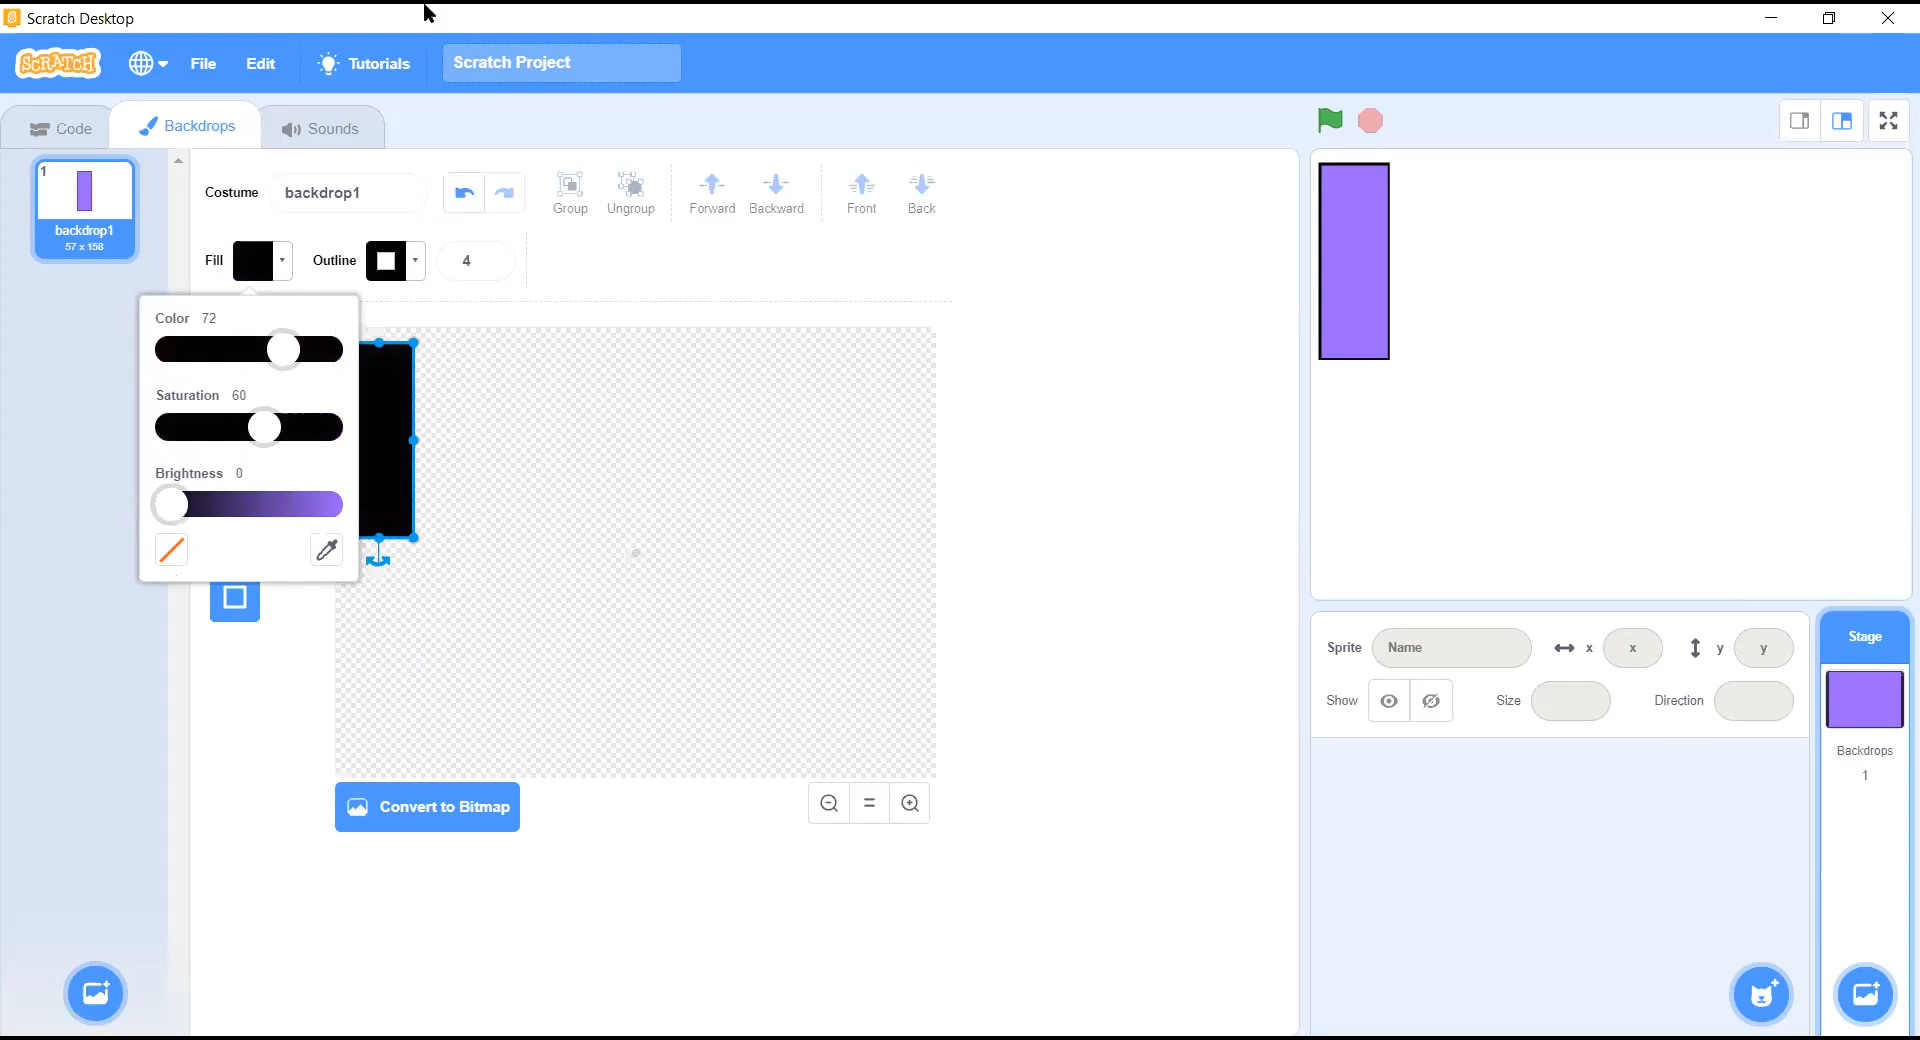 Scratch Desktop
SCRATCH File Edit Tutorials Scratch Project
Code Backdrops Sounds
1
backdrop1
57 x 158
Costume backdrop1 Group Ungroup Forward Backward Front Back
Fill Outline 4
Color 72
Saturation 60
Brightness 0
Convert to Bitmap
Sprite Name x x y y
Show Size Direction
Stage
Backdrops
1